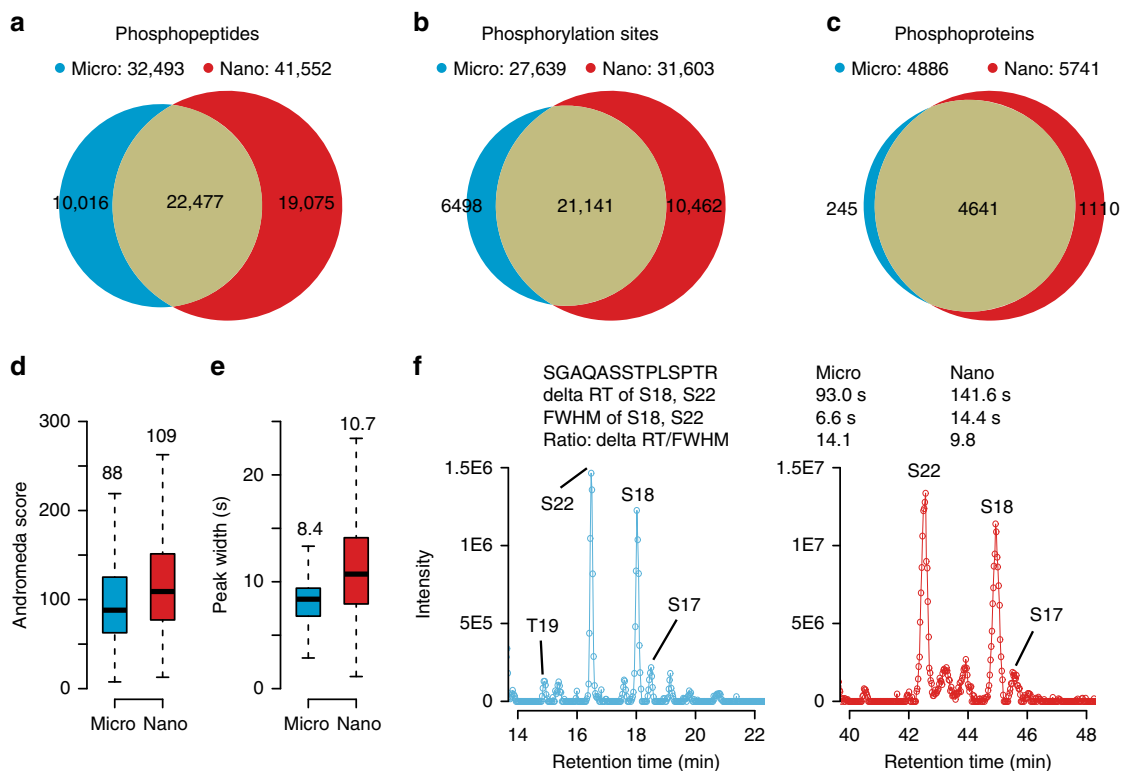 a
Phosphopeptides
Micro: 32,493 Nano: 41,552
10,016 22,477 19,075
b
Phosphorylation sites
Micro: 27,639 Nano: 31,603
6498 21,141 10,462
c
Phosphoproteins
Micro: 4886 Nano: 5741
245 4641 1110
d
Andromeda score
300
200
100
0
88
109
Micro Nano
e
Peak width (s)
20
10
0
8.4
10.7
Micro Nano
f
SGAQASSTPLSPTR Micro Nano
delta RT of S18, S22 93.0 s 141.6 s
FWHM of S18, S22 6.6 s 14.4 s
Ratio: delta RT/FWHM 14.1 9.8
Intensity
1.5E6
1E6
5E5
0
S22
S18
T19
S17
14 16 18 20 22
Retention time (min)
1.5E7
1E7
5E6
0
S22
S18
S17
40 42 44 46 48
Retention time (min)